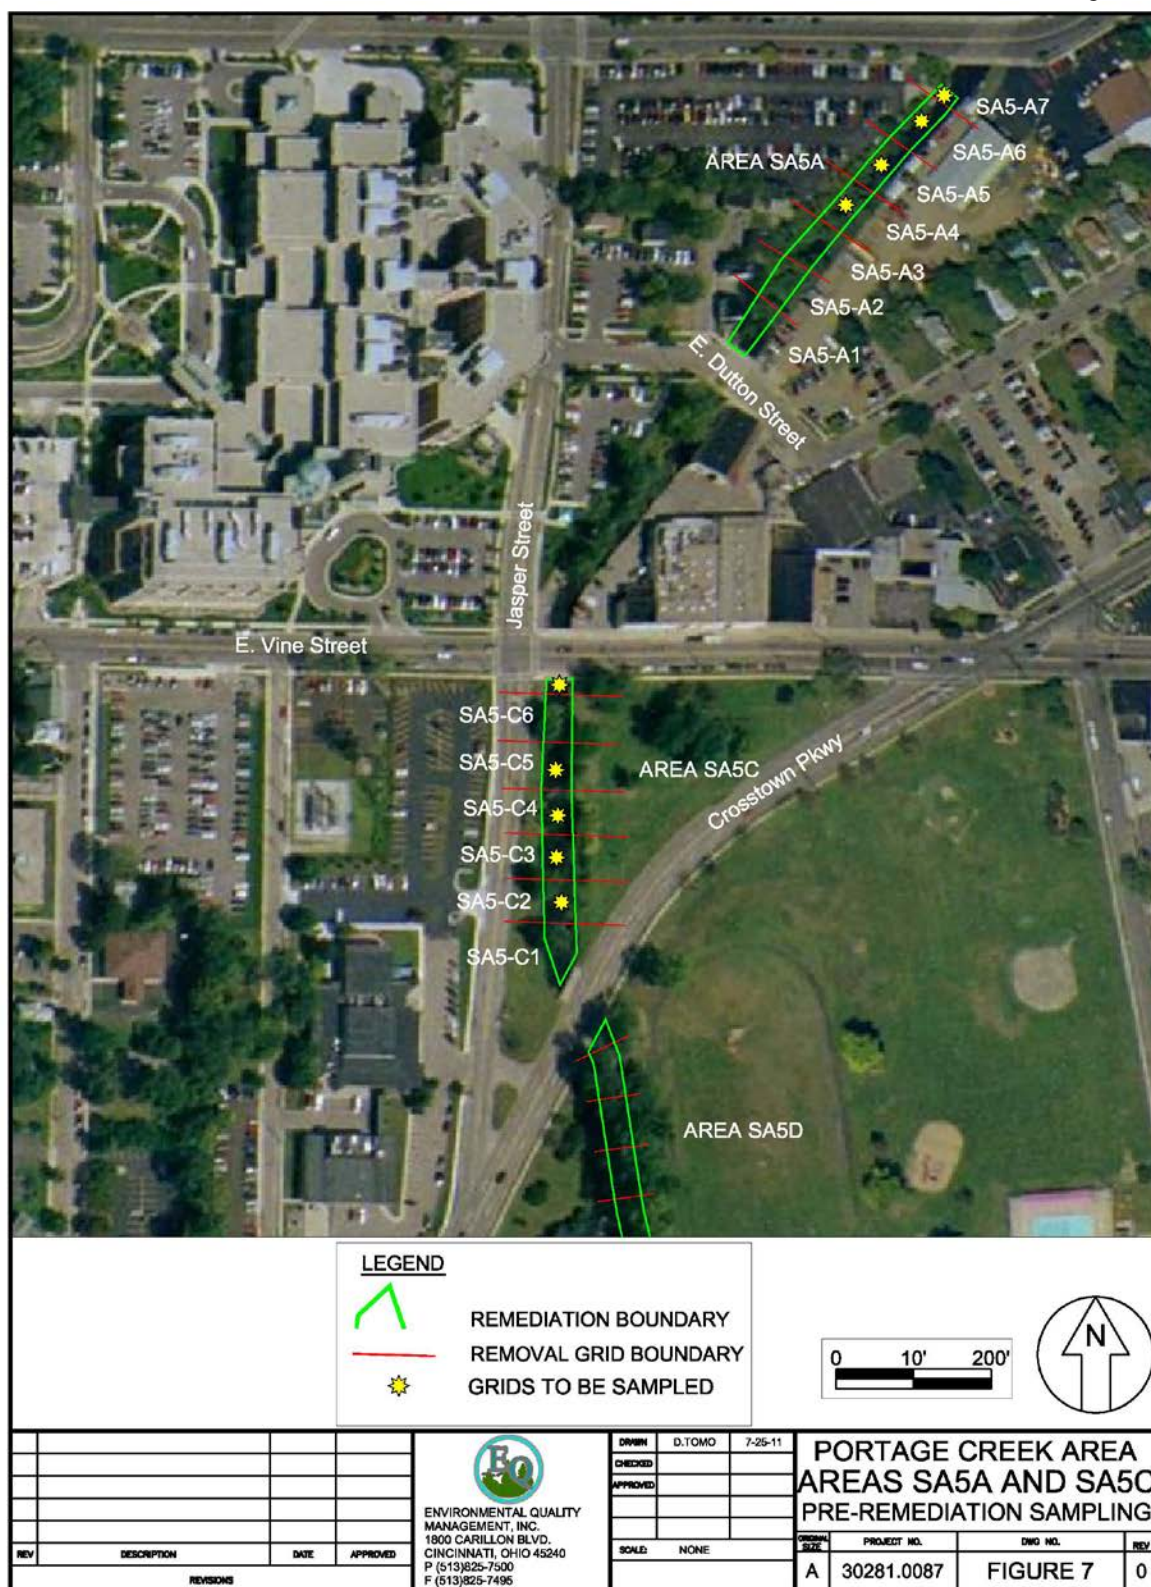 SA5-A7
SA5-A6
AREA SA5A
SA5-A5
SA5-A4
SA5-A3
SA5-A2
SA5-A1
E. Dutton Street
Jasper Street
E. Vine Street
SA5-C6
SA5-C5
AREA SA5C
SA5-C4
Crosstown Pkwy
SA5-C3
SA5-C2
SA5-C1
AREA SA5D
LEGEND
REMEDIATION BOUNDARY
REMOVAL GRID BOUNDARY
GRIDS TO BE SAMPLED
0 10' 200'
N
REV DESCRIPTION DATE APPROVED
REVISIONS
EQ
ENVIRONMENTAL QUALITY
MANAGEMENT, INC.
1800 CARILLON BLVD.
CINCINNATI, OHIO 45240
P (513)825-7500
F (513)825-7495
DRAWN D.TOMO 7-25-11
CHECKED
APPROVED
SCALE: NONE
PORTAGE CREEK AREA
AREAS SA5A AND SA5C
PRE-REMEDIATION SAMPLING
ORIGINAL SIZE PROJECT NO. DWG NO. REV
A 30281.0087 FIGURE 7 0